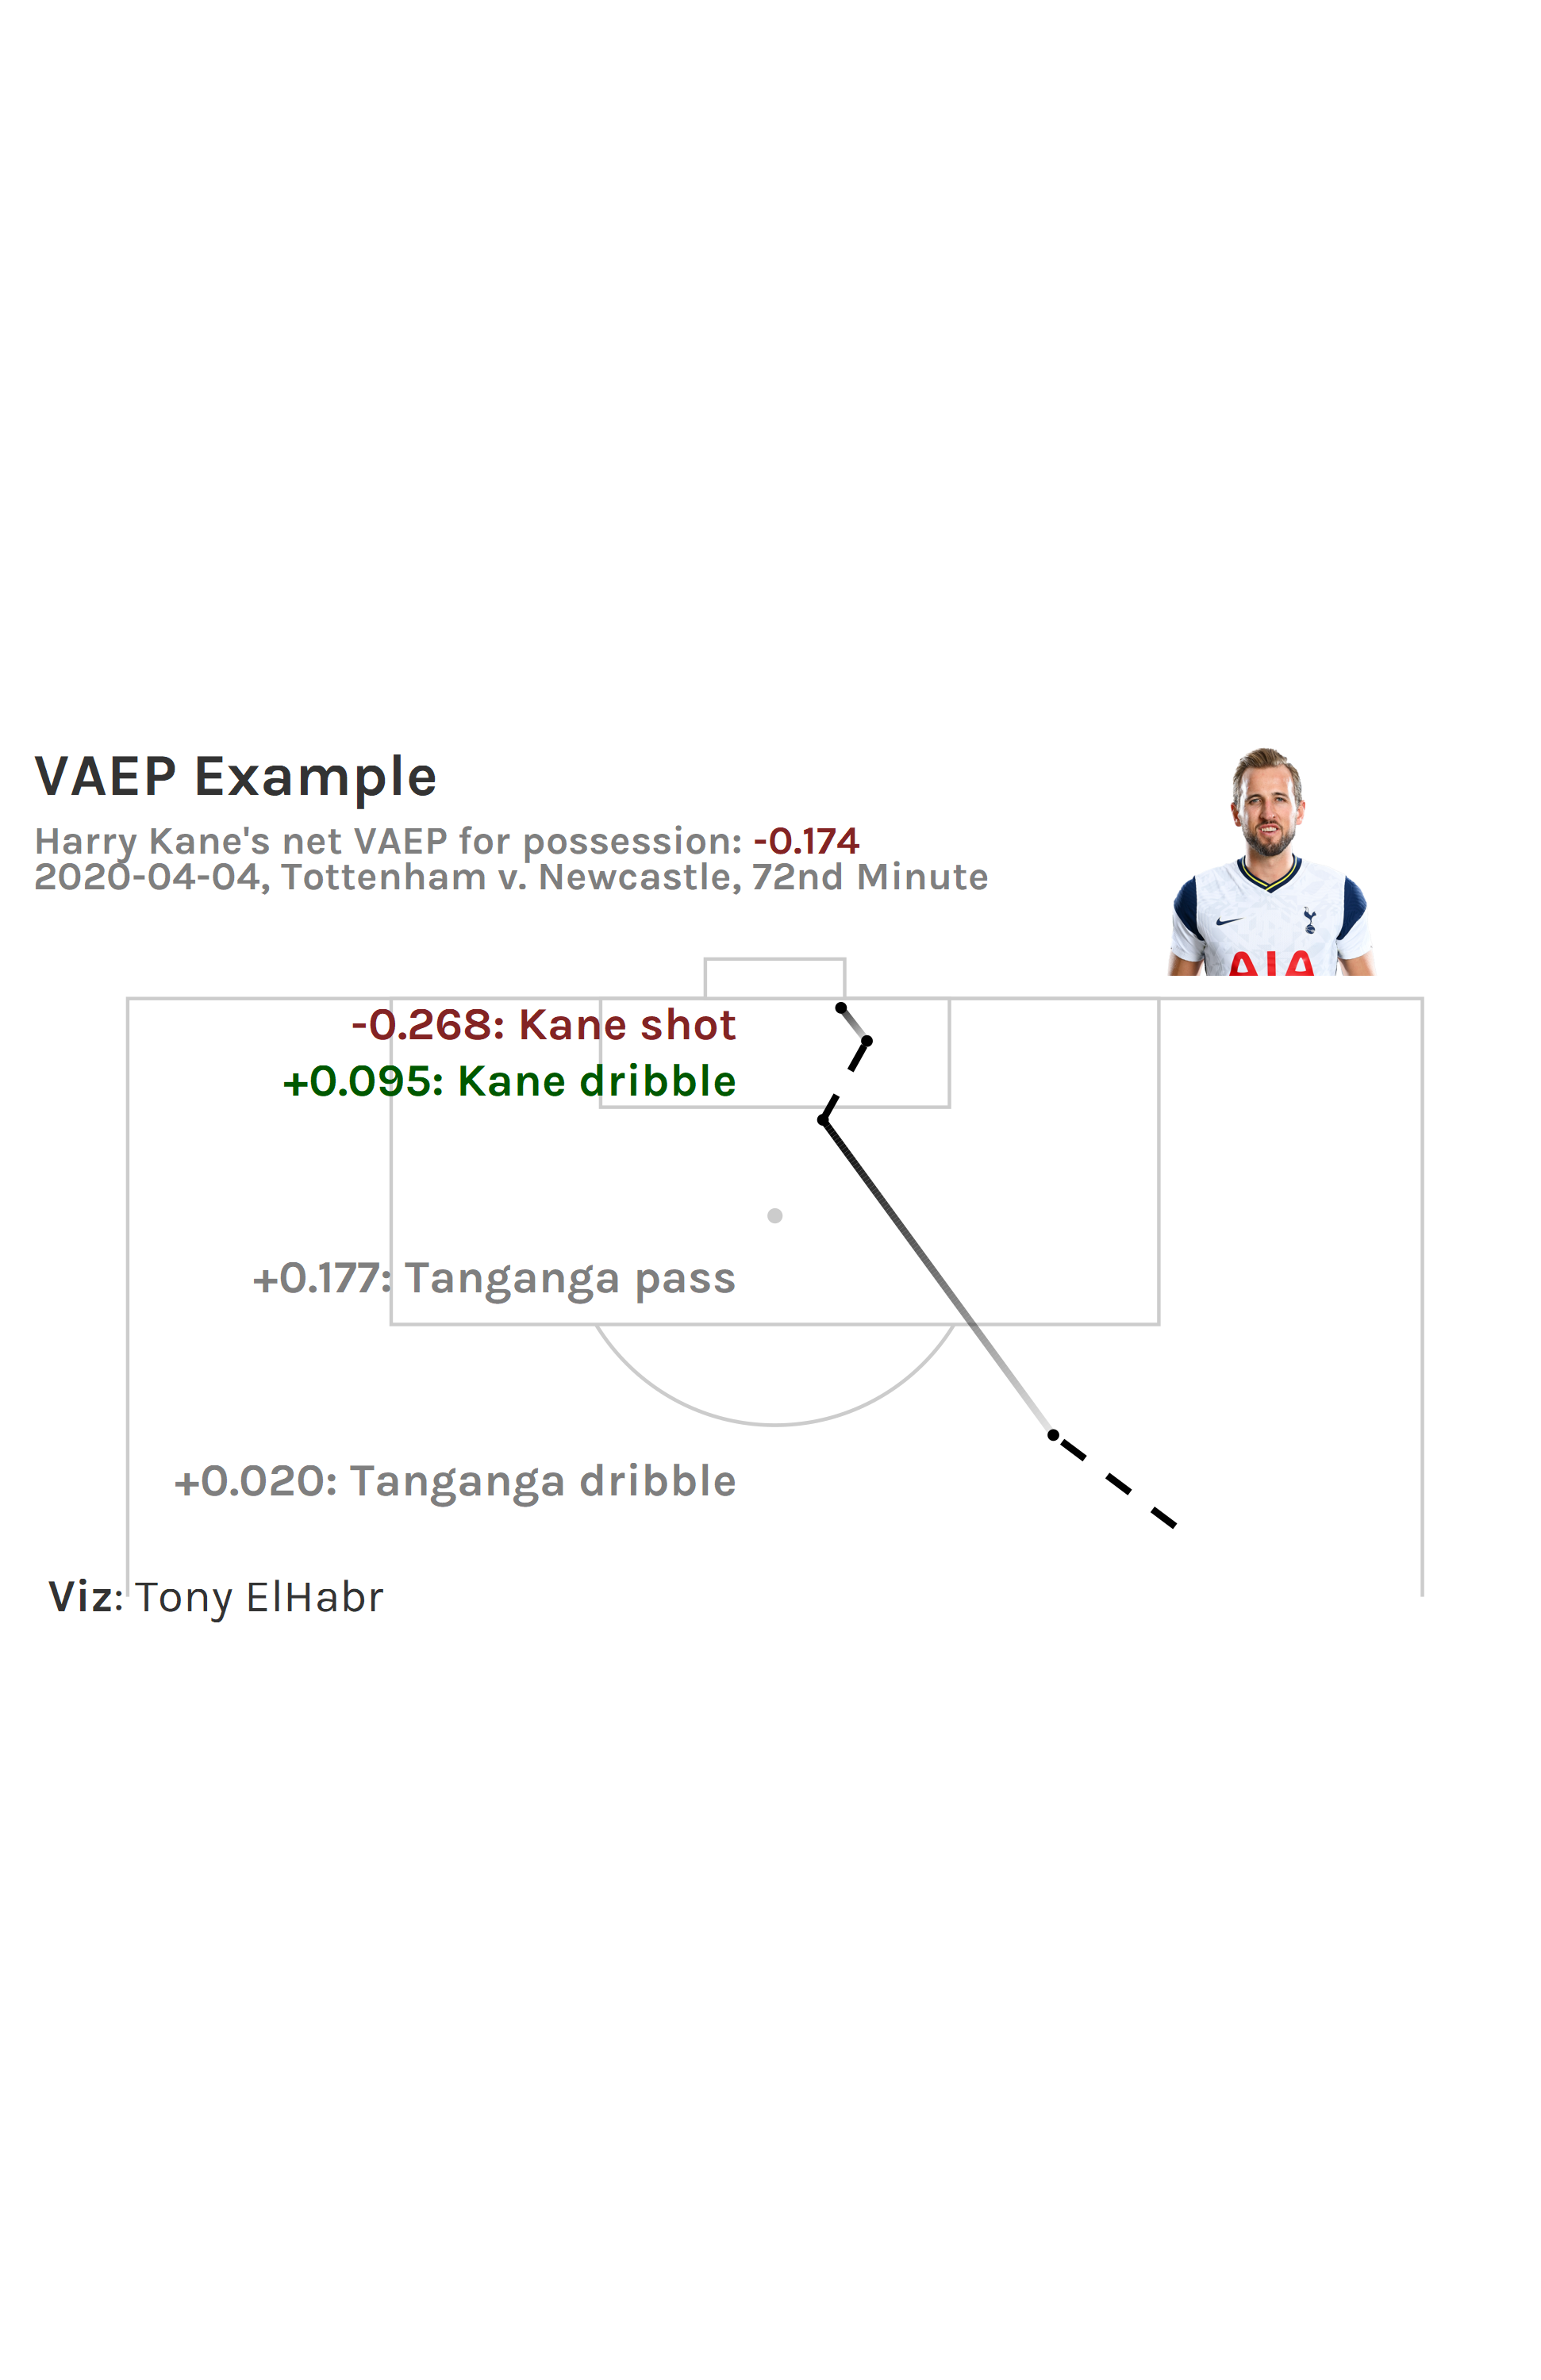 VAEP Example
Harry Kane's net VAEP for possession: -0.174
2020-04-04, Tottenham v. Newcastle, 72nd Minute
AIA
-0.268: Kane shot
+0.095: Kane dribble
+0.177: Tanganga pass
+0.020: Tanganga dribble
Viz: Tony ElHabr